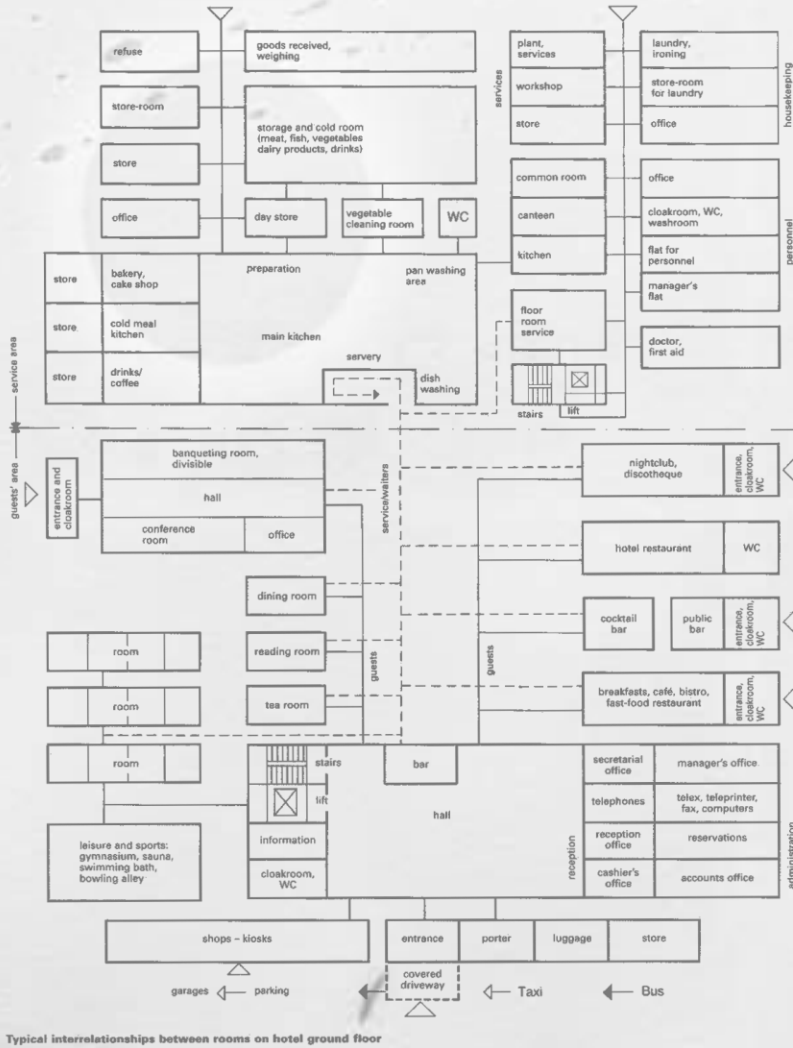 refuse
goods received,
weighing
store-room
storage and cold room
(meat, fish, vegetables
dairy products, drinks)
store
office
day store
vegetable
cleaning room
WC
services
plant,
services
workshop
store
laundry,
ironing
store-room
for laundry
office
housekeeping
common room
canteen
kitchen
office
cloakroom, WC,
washroom
flat for
personnel
manager's
flat
personnel
floor
room
service
doctor,
first aid
stairs
lift
store
bakery,
cake shop
store
cold meal
kitchen
store
drinks/
coffee
preparation
pan washing
area
main kitchen
servery
dish
washing
service area
guests' area
entrance and
cloakroom
banqueting room,
divisible
hall
conference
room
office
service/waiters
nightclub,
discotheque
entrance,
cloakroom,
WC
hotel restaurant
WC
dining room
reading room
tea room
guests
guests
cocktail
bar
public
bar
entrance,
cloakroom,
WC
breakfasts, café, bistro,
fast-food restaurant
entrance,
cloakroom,
WC
room
room
room
leisure and sports:
gymnasium, sauna,
swimming bath,
bowling alley
stairs
lift
information
cloakroom,
WC
bar
hall
reception
secretarial
office
manager's office
telephones
telex, teleprinter,
fax, computers
reception
office
reservations
cashier's
office
accounts office
administration
shops – kiosks
entrance
porter
luggage
store
covered
driveway
garages
parking
Taxi
Bus
Typical interrelationships between rooms on hotel ground floor